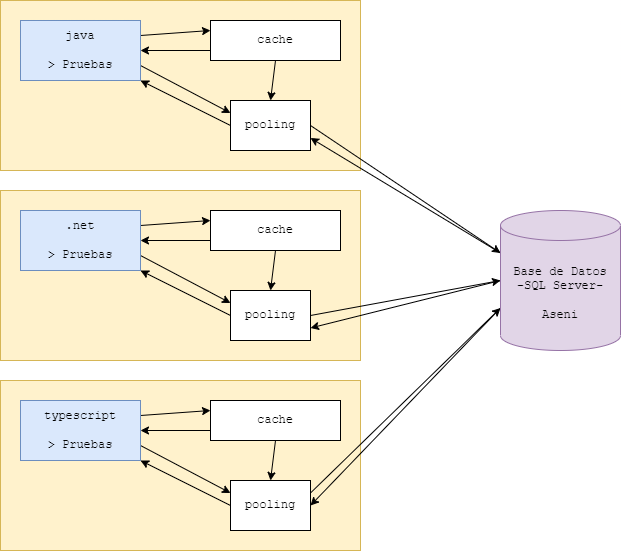 java
> Pruebas
cache
pooling
.net
> Pruebas
cache
pooling
Base de Datos
-SQL Server-
Aseni
typescript
> Pruebas
cache
pooling